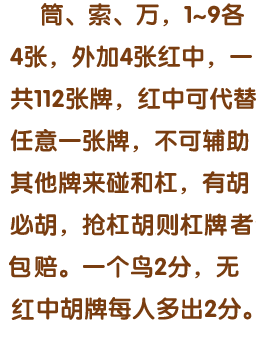 筒、索、万，1~9各
4张，外加4张红中，一
共112张牌，红中可代替
任意一张牌，不可辅助
其他牌来碰和杠，有胡
必胡，抢杠胡则杠牌者
包赔。一个鸟2分，无
红中胡牌每人多出2分。